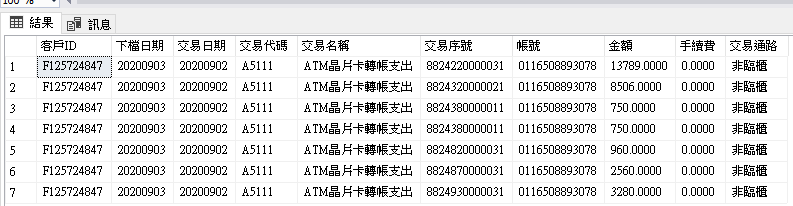 100 %
結果 訊息
客戶ID 下檔日期 交易日期 交易代碼 交易名稱 交易序號 帳號 金額 手續費 交易通路
1 F125724847 20200903 20200902 A5111 ATM晶片卡轉帳支出 8824220000031 0116508893078 13789.0000 0.0000 非臨櫃
2 F125724847 20200903 20200902 A5111 ATM晶片卡轉帳支出 8824320000021 0116508893078 8506.0000 0.0000 非臨櫃
3 F125724847 20200903 20200902 A5111 ATM晶片卡轉帳支出 8824380000011 0116508893078 750.0000 0.0000 非臨櫃
4 F125724847 20200903 20200902 A5111 ATM晶片卡轉帳支出 8824380000011 0116508893078 750.0000 0.0000 非臨櫃
5 F125724847 20200903 20200902 A5111 ATM晶片卡轉帳支出 8824820000031 0116508893078 960.0000 0.0000 非臨櫃
6 F125724847 20200903 20200902 A5111 ATM晶片卡轉帳支出 8824870000031 0116508893078 2560.0000 0.0000 非臨櫃
7 F125724847 20200903 20200902 A5111 ATM晶片卡轉帳支出 8824930000031 0116508893078 3280.0000 0.0000 非臨櫃